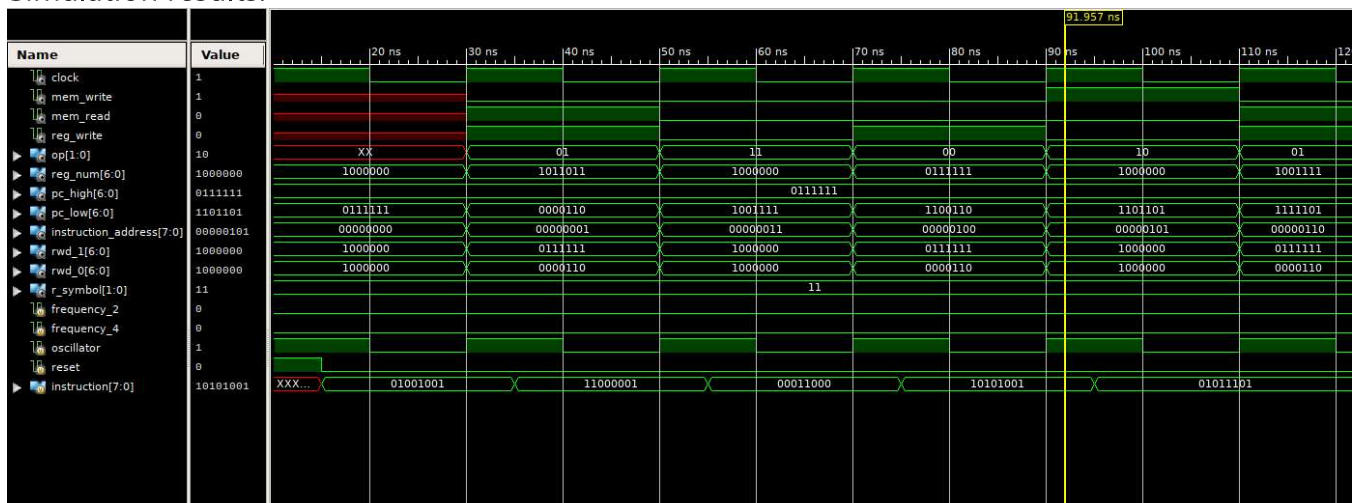 91.957 ns
Name Value
20 ns 30 ns 40 ns 50 ns 60 ns 70 ns 80 ns 90 ns 100 ns 110 ns
clock 1
mem_write 1
mem_read 0
reg_write 0
op[1:0] 10 XX 01 11 00 10 01
reg_num[6:0] 1000000 1000000 1011011 1000000 0111111 1000000 1001111
pc_high[6:0] 0111111 0111111
pc_low[6:0] 1101101 0111111 0000110 1001111 1100110 1101101 1111101
instruction_address[7:0] 00000101 00000000 00000001 00000011 00000100 00000101 00000110
rwd_1[6:0] 1000000 1000000 0111111 1000000 0111111 1000000 0111111
rwd_0[6:0] 1000000 1000000 0000110 1000000 0000110 1000000 0000110
r_symbol[1:0] 11 11
frequency_2 0
frequency_4 0
oscillator 1
reset 0
instruction[7:0] 10101001 XXX... 01001001 11000001 00011000 10101001 01011101